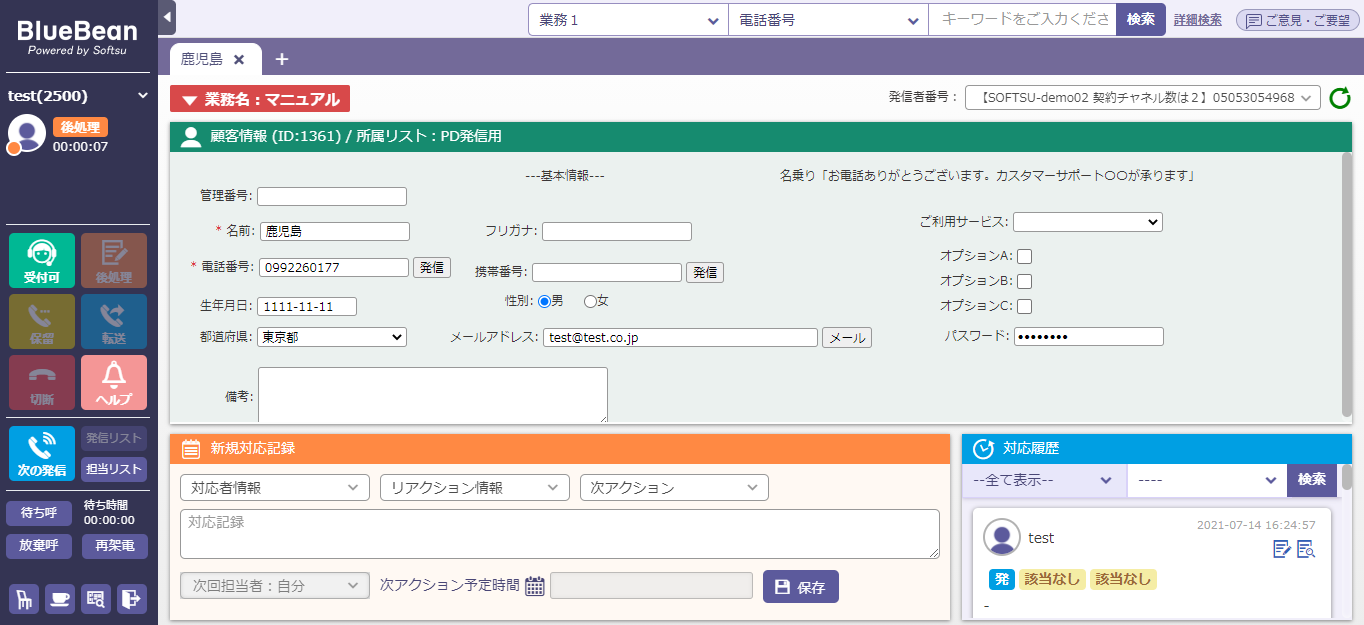 BlueBean
Powered by Softsu
test(2500)
後処理
00:00:07
受付可
後処理
保留
転送
切断
ヘルプ
次の発信
発信リスト
担当リスト
待ち呼
待ち時間
00:00:00
放棄呼
再架電
業務1
電話番号
キーワードをご入力くださ
検索
詳細検索
ご意見・ご要望
鹿児島 ×
+
業務名:マニュアル
発信者番号:
【SOFTSU-demo02 契約チャネル数は2】05053054968
顧客情報 (ID:1361) / 所属リスト:PD発信用
---基本情報---
名乗り「お電話ありがとうございます。カスタマーサポート〇〇が承ります」
管理番号:
* 名前: 鹿児島
フリガナ:
ご利用サービス:
* 電話番号: 0992260177 発信
携帯番号: 発信
オプションA:
オプションB:
オプションC:
生年月日: 1111-11-11
性別: 男 女
都道府県: 東京都
メールアドレス: test@test.co.jp メール
パスワード: ••••••••
備考:
新規対応記録
対応者情報
リアクション情報
次アクション
対応記録
次回担当者:自分
次アクション予定時間
保存
対応履歴
--全て表示--
----
検索
2021-07-14 16:24:57
test
発 該当なし 該当なし
-